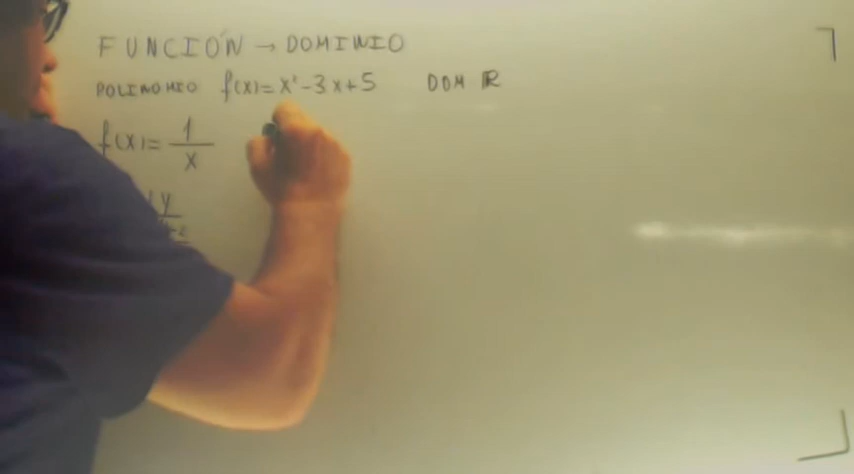 FUNCIÓN → DOMINIO
POLINOMIO f(x)=x²-3x+5 DOM ℝ
f(x)= 1/x